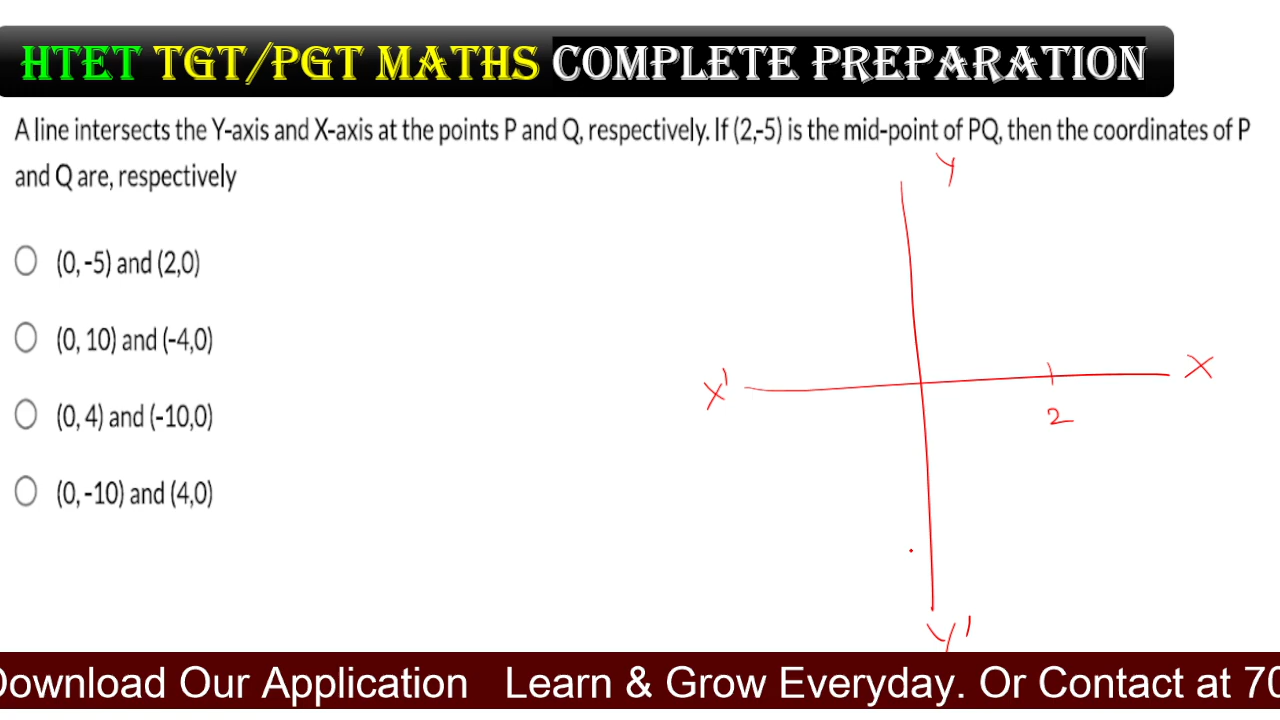 HTET TGT/PGT MATHS COMPLETE PREPARATION
A line intersects the Y-axis and X-axis at the points P and Q, respectively. If (2,-5) is the mid-point of PQ, then the coordinates of P
and Q are, respectively
Y
(0, -5) and (2,0)
(0, 10) and (-4,0)
X' X
(0, 4) and (-10,0)
2
(0, -10) and (4,0)
Y'
Download Our Application Learn & Grow Everyday. Or Contact at 70